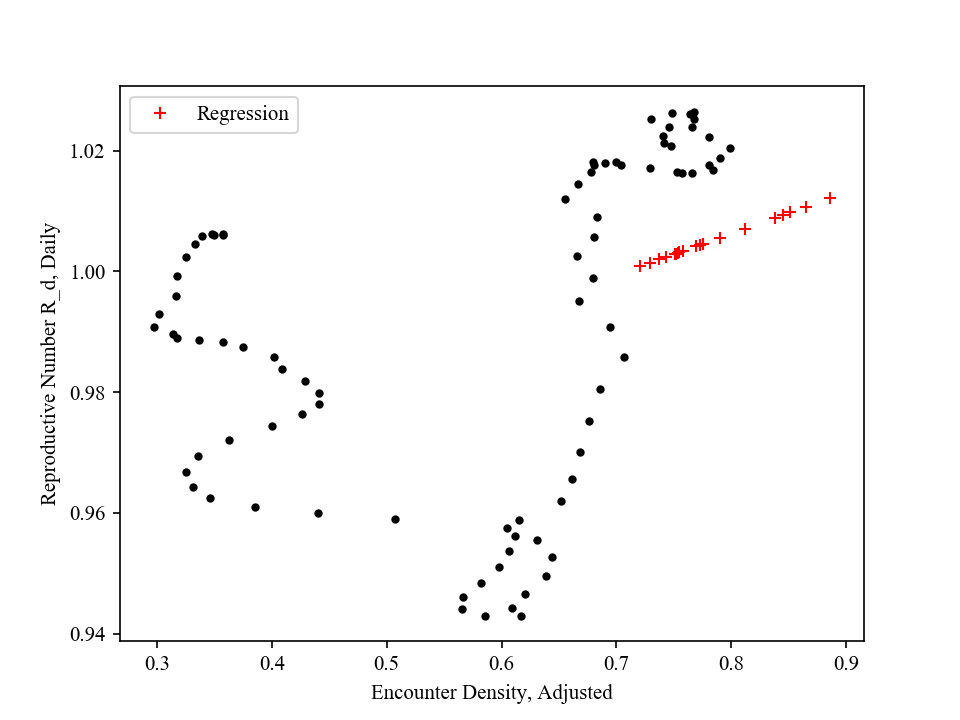 Regression
1.02
1.00
0.98
0.96
0.94
Reproductive Number R_d, Daily
0.3 0.4 0.5 0.6 0.7 0.8 0.9
Encounter Density, Adjusted